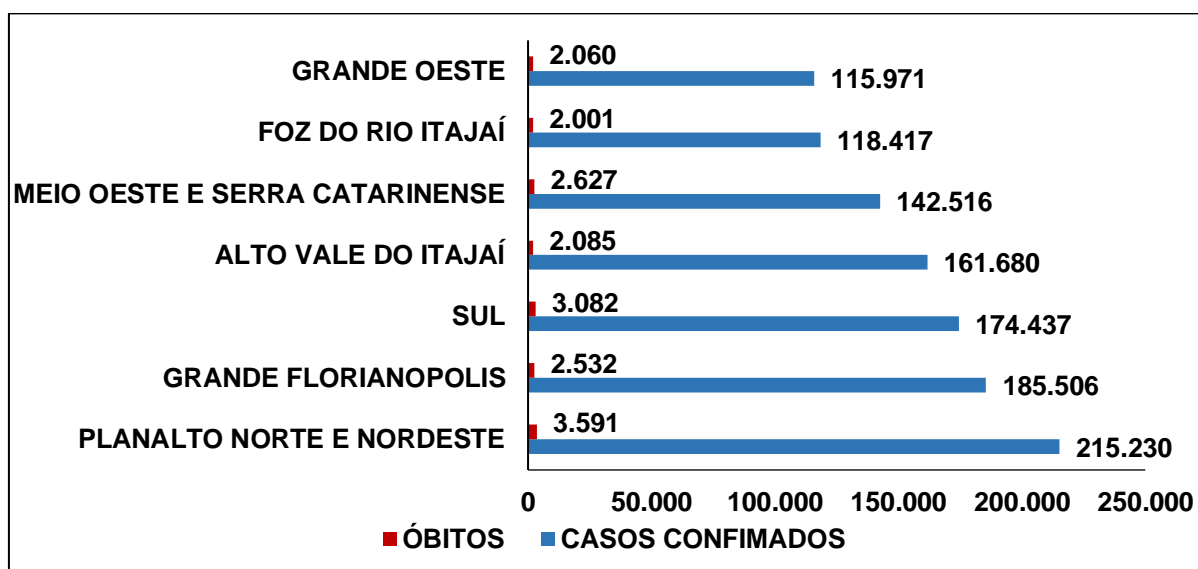 GRANDE OESTE
2.060
115.971
FOZ DO RIO ITAJAÍ
2.001
118.417
MEIO OESTE E SERRA CATARINENSE
2.627
142.516
ALTO VALE DO ITAJAÍ
2.085
161.680
SUL
3.082
174.437
GRANDE FLORIANOPOLIS
2.532
185.506
PLANALTO NORTE E NORDESTE
3.591
215.230
0 50.000 100.000 150.000 200.000 250.000
ÓBITOS CASOS CONFIMADOS